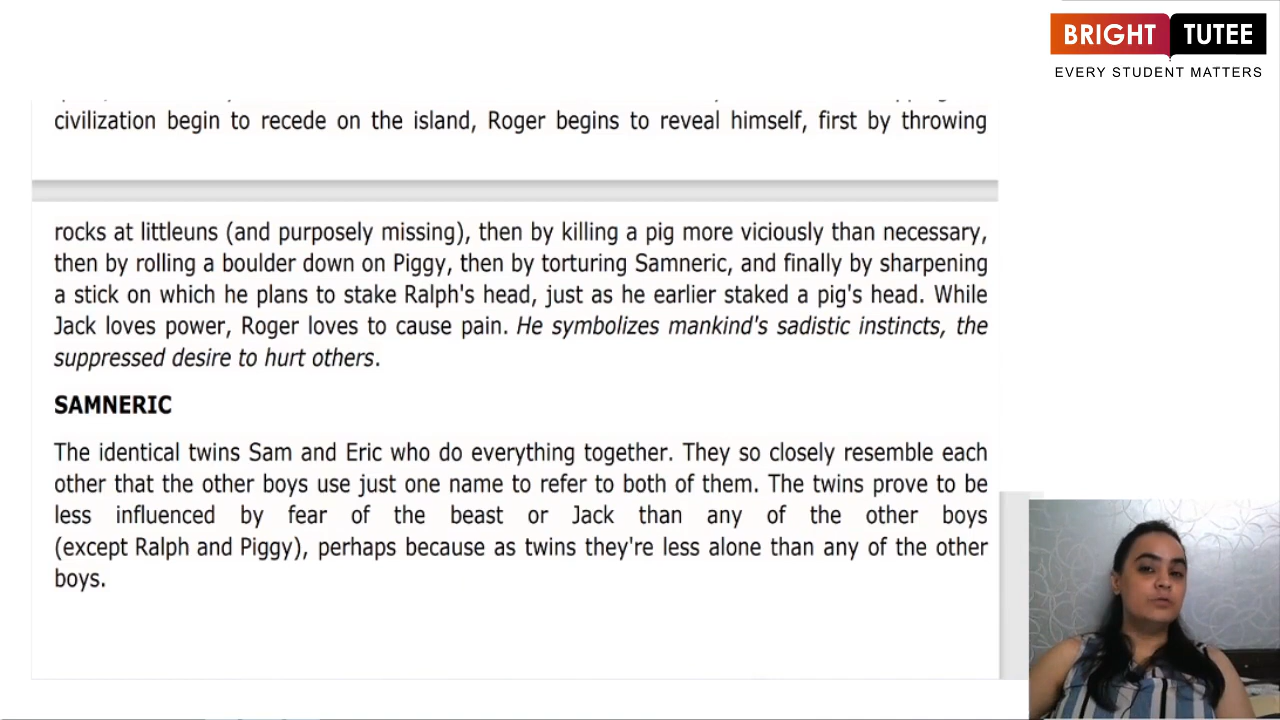 BRIGHT TUTEE
EVERY STUDENT MATTERS
civilization begin to recede on the island, Roger begins to reveal himself, first by throwing
rocks at littleuns (and purposely missing), then by killing a pig more viciously than necessary,
then by rolling a boulder down on Piggy, then by torturing Samneric, and finally by sharpening
a stick on which he plans to stake Ralph's head, just as he earlier staked a pig's head. While
Jack loves power, Roger loves to cause pain. He symbolizes mankind's sadistic instincts, the
suppressed desire to hurt others.
SAMNERIC
The identical twins Sam and Eric who do everything together. They so closely resemble each
other that the other boys use just one name to refer to both of them. The twins prove to be
less influenced by fear of the beast or Jack than any of the other boys
(except Ralph and Piggy), perhaps because as twins they're less alone than any of the other
boys.